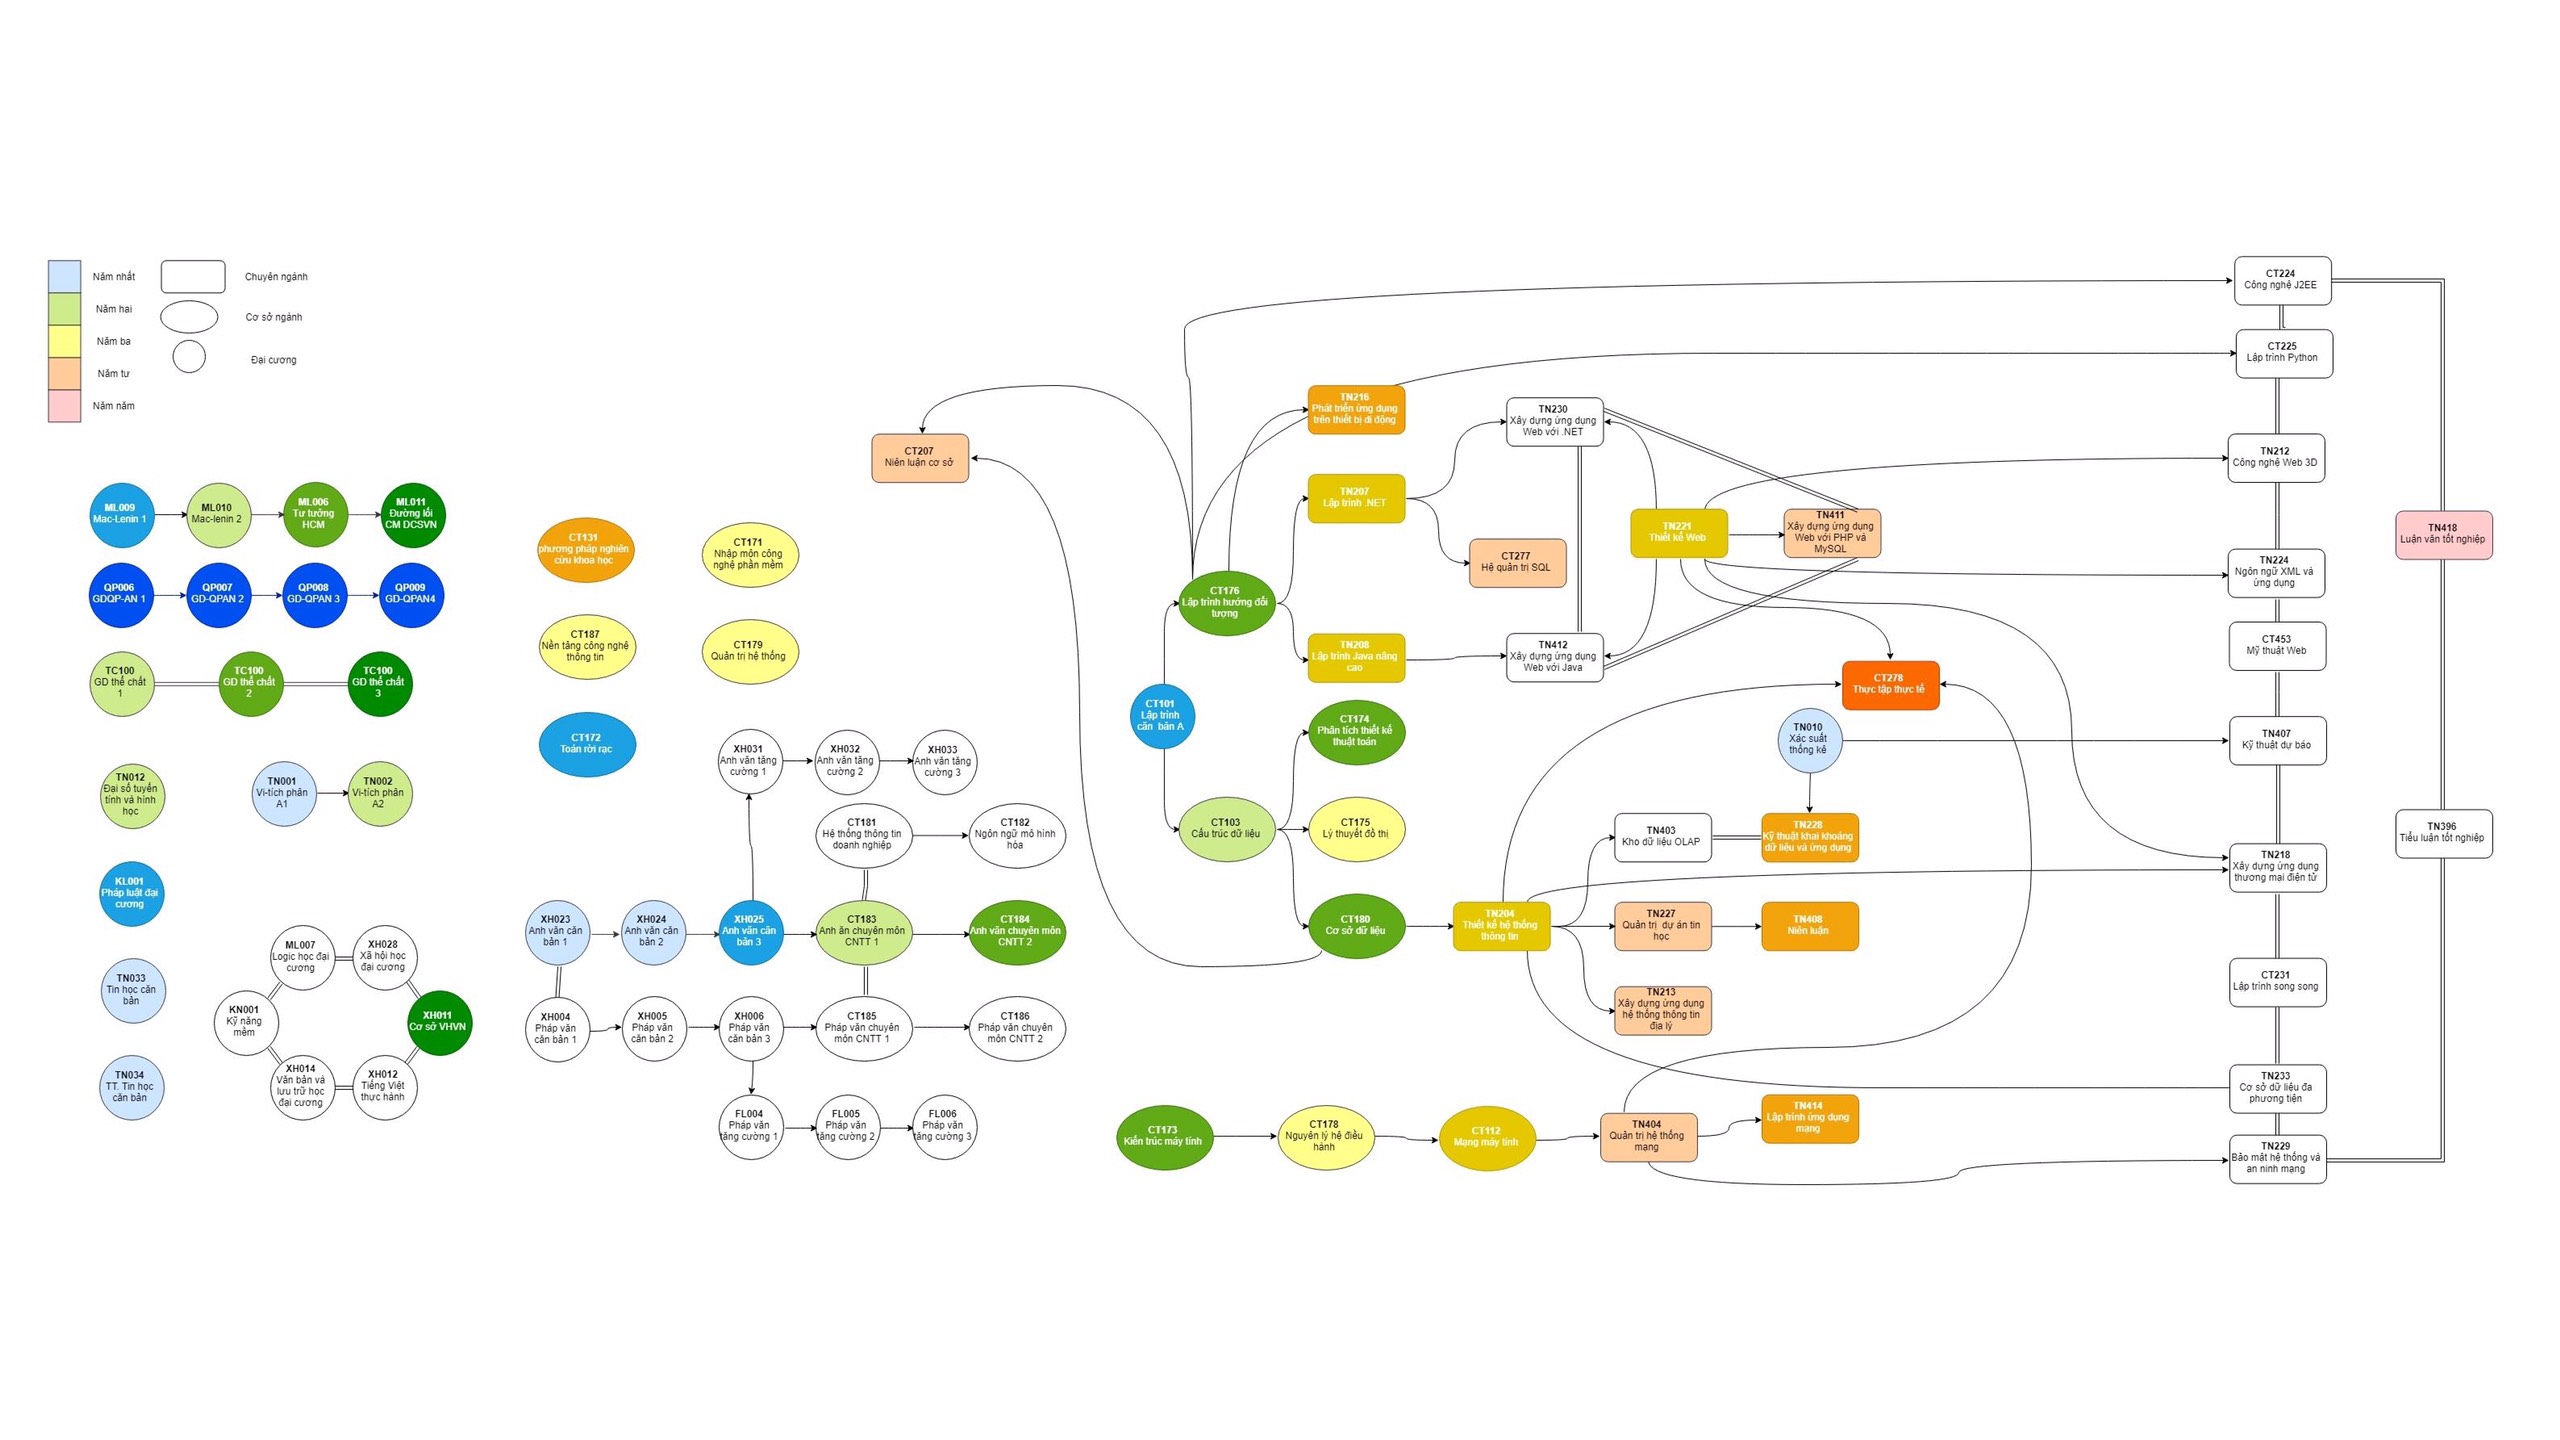 Năm nhất
Năm hai
Năm ba
Năm tư
Năm năm
Chuyên ngành
Cơ sở ngành
Đại cương
ML009
Mac-Lenin 1
ML010
Mac-lenin 2
ML006
Tư tưởng
HCM
ML011
Đường lối
CM DCSVN
QP006
GDQP-AN 1
QP007
GD-QPAN 2
QP008
GD-QPAN 3
QP009
GD-QPAN4
TC100
GD thể chất
1
TC100
GD thể chất
2
TC100
GD thể chất
3
TN012
Đại số tuyến
tính và hình
học
TN001
Vi-tích phân
A1
TN002
Vi-tích phân
A2
KL001
Pháp luật đại
cương
TN033
Tin học căn
bản
TN034
TT. Tin học
căn bản
ML007
Logic học đại
cương
XH028
Xã hội học
đại cương
KN001
Kỹ năng
mềm
XH011
Cơ sở VHVN
XH014
Văn bản và
lưu trữ học
đại cương
XH012
Tiếng Việt
thực hành
CT131
phương pháp nghiên
cứu khoa học
CT171
Nhập môn công
nghệ phần mềm
CT187
Nền tảng công nghệ
thông tin
CT179
Quản trị hệ thống
CT172
Toán rời rạc
XH031
Anh văn tăng
cường 1
XH032
Anh văn tăng
cường 2
XH033
Anh văn tăng
cường 3
CT181
Hệ thống thông tin
doanh nghiệp
CT182
Ngôn ngữ mô hình
hóa
XH023
Anh văn căn
bản 1
XH024
Anh văn căn
bản 2
XH025
Anh văn căn
bản 3
CT183
Anh ăn chuyên môn
CNTT 1
CT184
Anh văn chuyên môn
CNTT 2
XH004
Pháp văn
căn bản 1
XH005
Pháp văn
căn bản 2
XH006
Pháp văn
căn bản 3
CT185
Pháp văn chuyên
môn CNTT 1
CT186
Pháp văn chuyên
môn CNTT 2
FL004
Pháp văn
tăng cường 1
FL005
Pháp văn
tăng cường 2
FL006
Pháp văn
tăng cường 3
CT207
Niên luận cơ sở
CT101
Lập trình
căn bản A
CT176
Lập trình hướng đối
tượng
CT103
Cấu trúc dữ liệu
TN216
Phát triển ứng dụng
trên thiết bị di động
TN207
Lập trình .NET
TN208
Lập trình Java nâng
cao
CT174
Phân tích thiết kế
thuật toán
CT175
Lý thuyết đồ thị
CT180
Cơ sở dữ liệu
TN230
Xây dựng ứng dụng
Web với .NET
CT277
Hệ quản trị SQL
TN412
Xây dựng ứng dụng
Web với Java
TN221
Thiết kế Web
TN411
Xây dựng ứng dụng
Web với PHP và
MySQL
CT278
Thực tập thực tế
TN010
Xác suất
thống kê
TN403
Kho dữ liệu OLAP
TN228
Kỹ thuật khai khoáng
dữ liệu và ứng dụng
TN204
Thiết kế hệ thống
thông tin
TN227
Quản trị dự án tin
học
TN408
Niên luận
TN213
Xây dựng ứng dụng
hệ thống thông tin
địa lý
CT173
Kiến trúc máy tính
CT178
Nguyên lý hệ điều
hành
CT112
Mạng máy tính
TN404
Quản trị hệ thống
mạng
TN414
Lập trình ứng dụng
mạng
CT224
Công nghệ J2EE
CT225
Lập trình Python
TN212
Công nghệ Web 3D
TN224
Ngôn ngữ XML và
ứng dụng
CT453
Mỹ thuật Web
TN407
Kỹ thuật dự báo
TN218
Xây dựng ứng dụng
thương mại điện tử
CT231
Lập trình song song
TN233
Cơ sở dữ liệu đa
phương tiện
TN229
Bảo mật hệ thống và
an ninh mạng
TN418
Luận văn tốt nghiệp
TN396
Tiểu luận tốt nghiệp